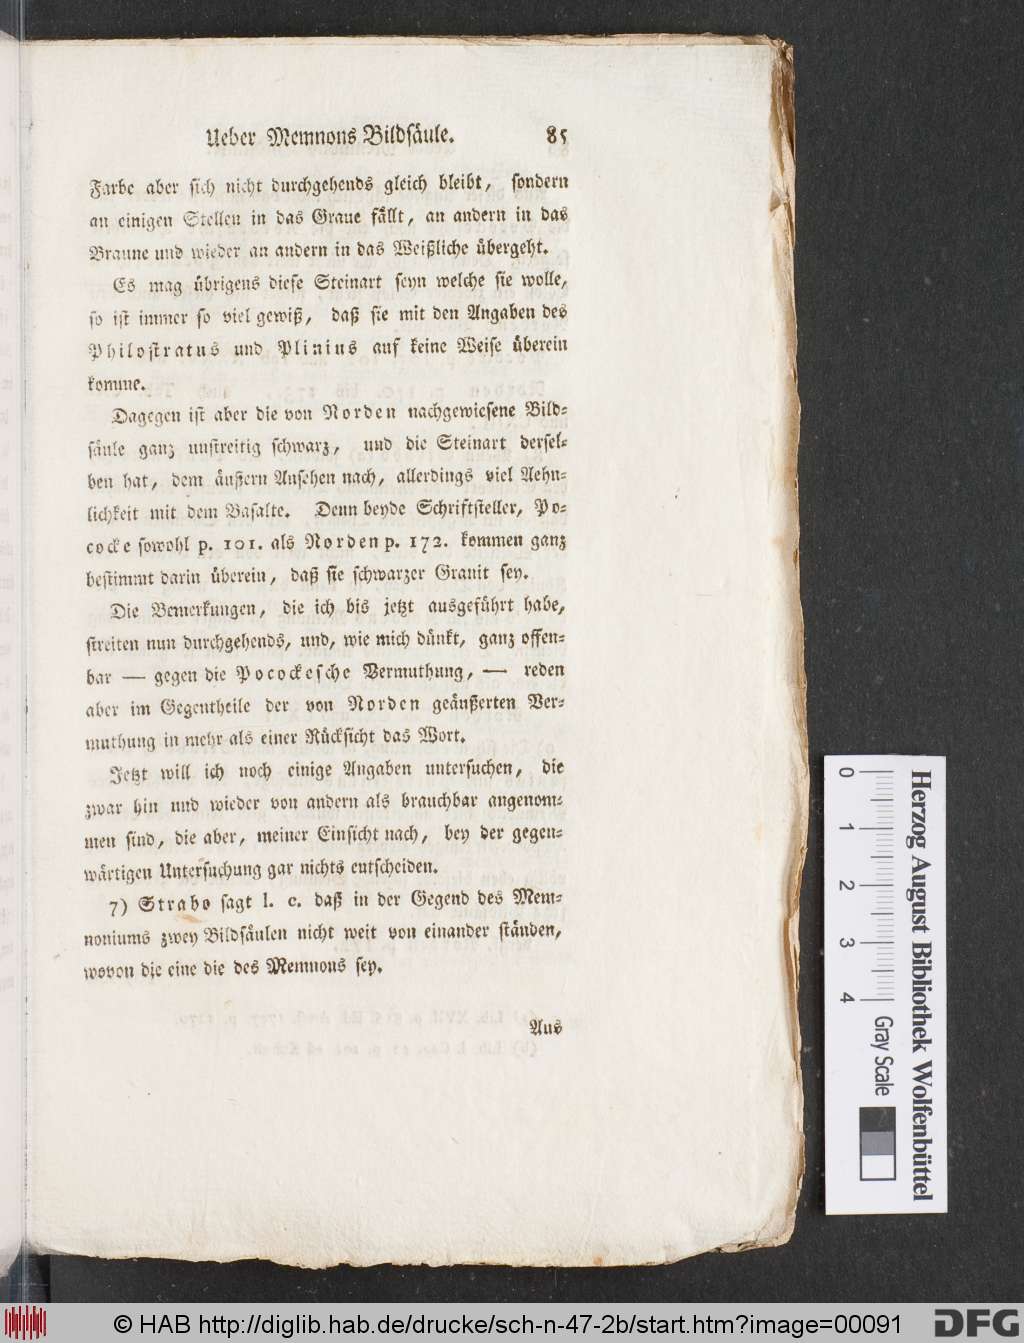 Ueber Memnons Bildsäule. 85
Farbe aber sich nicht durchgehends gleich bleibt, sondern
an einigen Stellen in das Graue fällt, an andern in das
Braune und wieder an andern in das Weißliche übergeht.
Es mag übrigens diese Steinart seyn welche sie wolle,
so ist immer so viel gewiß, daß sie mit den Angaben des
Philostratus und Plinius auf keine Weise überein
komme.
Dagegen ist aber die von Norden nachgewiesene Bild-
säule ganz unstreitig schwarz, und die Steinart dersel-
ben hat, dem äußern Ansehen nach, allerdings viel Aehn-
lichkeit mit dem Basalte. Denn beyde Schriftsteller, Po-
cocke sowohl p. 101. als Norden p. 172. kommen ganz
bestimmt darin überein, daß sie schwarzer Granit sey.
Die Bemerkungen, die ich bis jetzt ausgeführt habe,
streiten nun durchgehends, und, wie mich dünkt, ganz offen-
bar — gegen die Pocockesche Vermuthung, — reden
aber im Gegentheile der von Norden geäußerten Ver-
muthung in mehr als einer Rücksicht das Wort.
Jetzt will ich noch einige Angaben untersuchen, die
zwar hin und wieder von andern als brauchbar angenom-
men sind, die aber, meiner Einsicht nach, bey der gegen-
wärtigen Untersuchung gar nichts entscheiden.
7) Strabo sagt l. c. daß in der Gegend des Mem-
noniums zwey Bildsäulen nicht weit von einander ständen,
wovon die eine die des Memnons sey.
Aus
0 1 2 3 4 Gray Scale
Herzog August Bibliothek Wolfenbüttel
© HAB http://diglib.hab.de/drucke/sch-n-47-2b/start.htm?image=00091
DFG